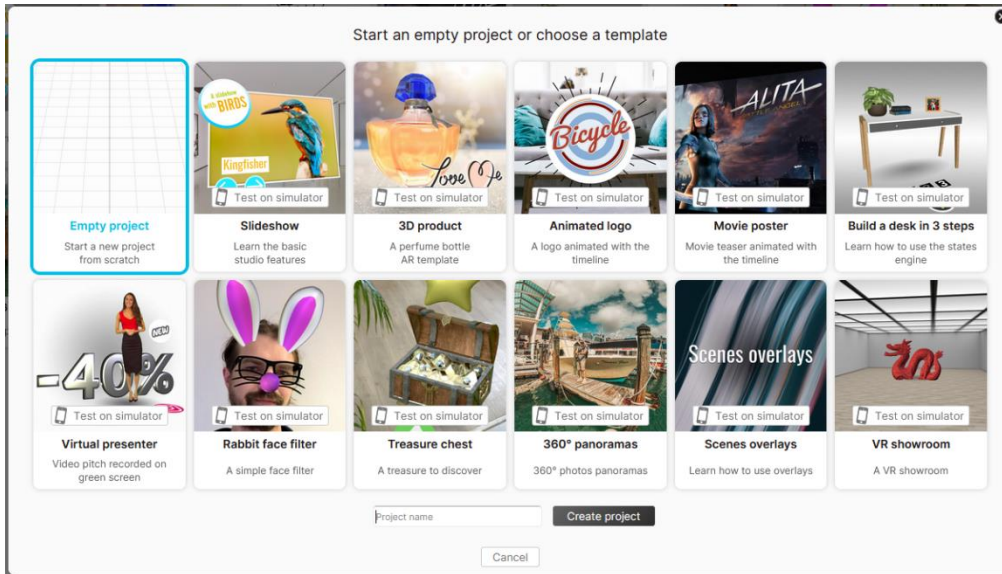 Start an empty project or choose a template
A slideshow
with BIRDS
Kingfisher
Test on simulator
Love Me
Test on simulator
Bicycle
Test on simulator
ALITA
Test on simulator
Test on simulator
Empty project
Start a new project
from scratch
Slideshow
Learn the basic
studio features
3D product
A perfume bottle
AR template
Animated logo
A logo animated with the
timeline
Movie poster
Movie teaser animated with
the timeline
Build a desk in 3 steps
Learn how to use the states
engine
NEW
-40%
Test on simulator
Test on simulator
Test on simulator
Test on simulator
Scenes overlays
Test on simulator
Test on simulator
Virtual presenter
Video pitch recorded on
green screen
Rabbit face filter
A simple face filter
Treasure chest
A treasure to discover
360° panoramas
360° photos panoramas
Scenes overlays
Learn how to use overlays
VR showroom
A VR showroom
Project name
Create project
Cancel